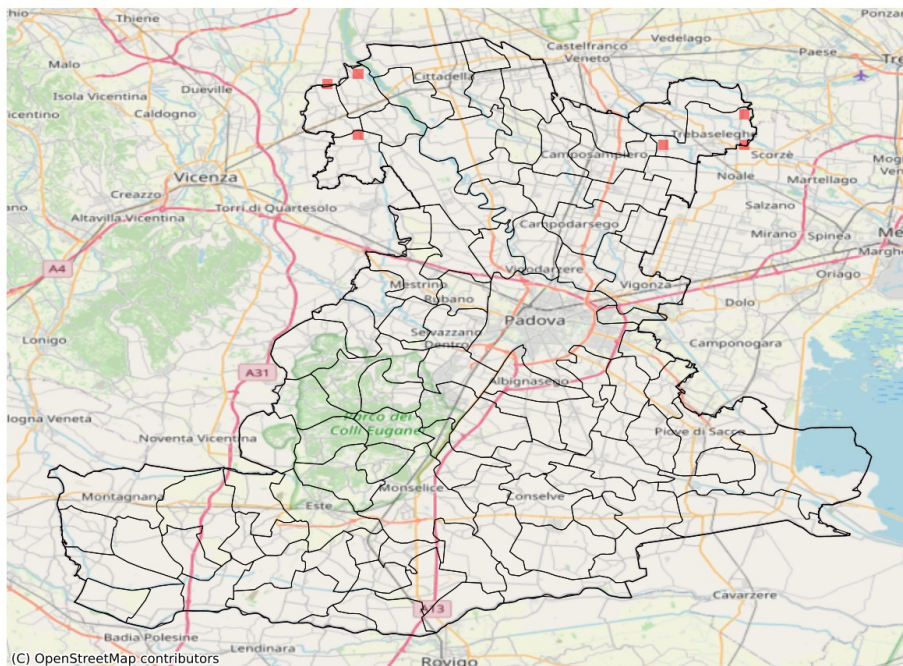 Thiene
Vedelago
Malo
Castelfranco
Veneto
Paese
Dueville
Cittadella
Isola Vicentina
Caldogno
Trebaseleghe
Camposampiero
Scorzè
Vicenza
Noale
Martellago
Creazzo
Torri di Quartesolo
Salzano
Altavilla Vicentina
Campodarsego
Mirano
Spinea
A4
Vigodarzere
Oriago
Mestrino
Vigonza
Rubano
Dolo
Padova
Lonigo
Selvazzano
Dentro
Camponogara
A31
Albignasego
Parco dei
Colli Euganei
Noventa Vicentina
Piove di Sacco
Montagnana
Monselice
Conselve
Este
Cavarzere
A13
Badia Polesine
Lendinara
(C) OpenStreetMap contributors
Rovigo